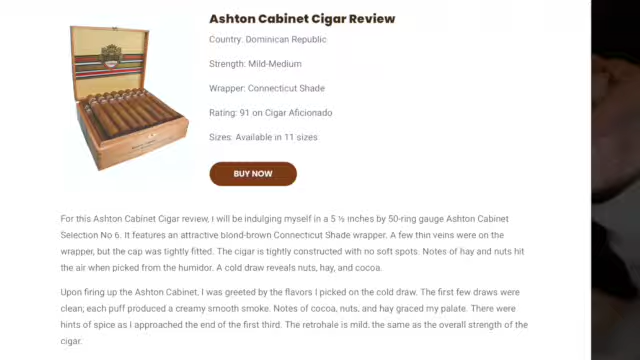 Ashton Cabinet Cigar Review
Country: Dominican Republic
Strength: Mild-Medium
Wrapper: Connecticut Shade
Rating: 91 on Cigar Aficionado
Sizes: Available in 11 sizes
BUY NOW
For this Ashton Cabinet Cigar review, I will be indulging myself in a 5 ½ inches by 50-ring gauge Ashton Cabinet
Selection No 6. It features an attractive blond-brown Connecticut Shade wrapper. A few thin veins were on the
wrapper, but the cap was tightly fitted. The cigar is tightly constructed with no soft spots. Notes of hay and nuts hit
the air when picked from the humidor. A cold draw reveals nuts, hay, and cocoa.
Upon firing up the Ashton Cabinet, I was greeted by the flavors I picked on the cold draw. The first few draws were
clean; each puff produced a creamy smooth smoke. Notes of cocoa, nuts, and hay graced my palate. There were
hints of spice as I approached the end of the first third. The retrohale is mild, the same as the overall strength of the
cigar.